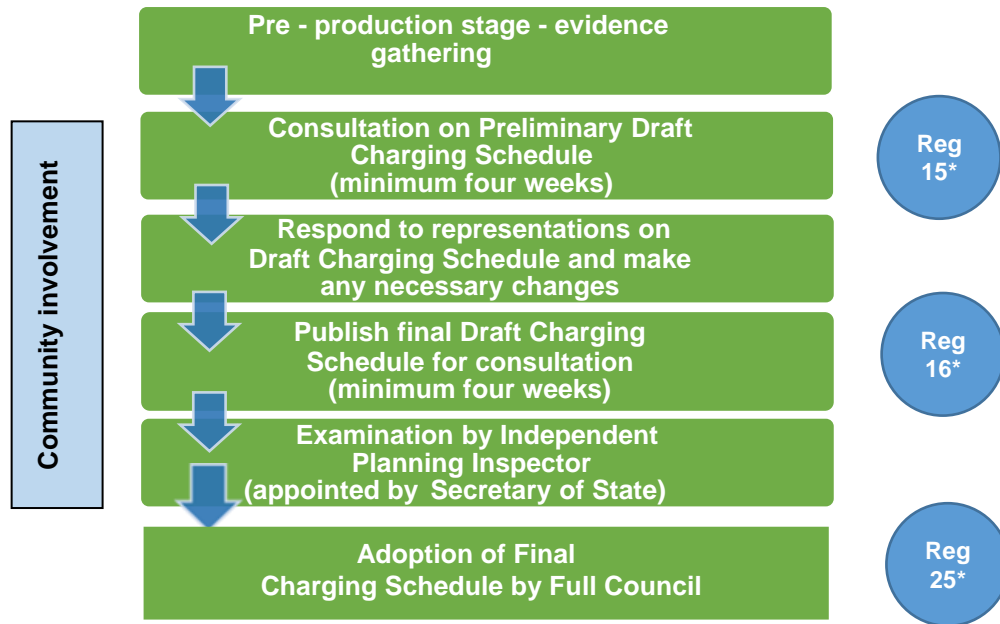 Pre - production stage - evidence
gathering
Community involvement
Consultation on Preliminary Draft
Charging Schedule
(minimum four weeks)
Reg
15*
Respond to representations on
Draft Charging Schedule and make
any necessary changes
Publish final Draft Charging
Schedule for consultation
(minimum four weeks)
Reg
16*
Examination by Independent
Planning Inspector
(appointed by Secretary of State)
Adoption of Final
Charging Schedule by Full Council
Reg
25*